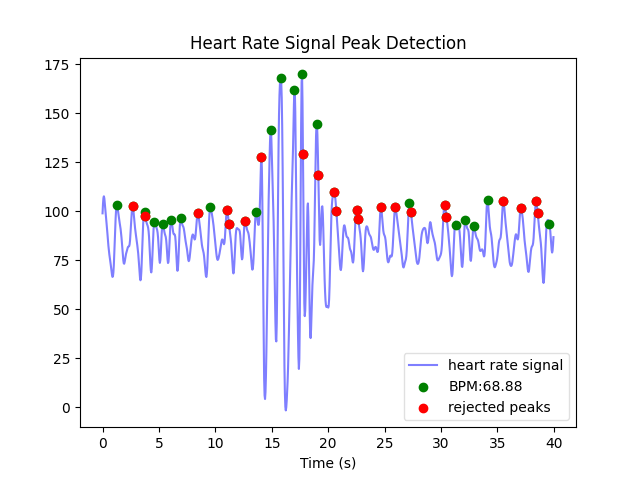 Heart Rate Signal Peak Detection
175
150
125
100
75
50
25
0
heart rate signal
BPM:68.88
rejected peaks
0 5 10 15 20 25 30 35 40
Time (s)